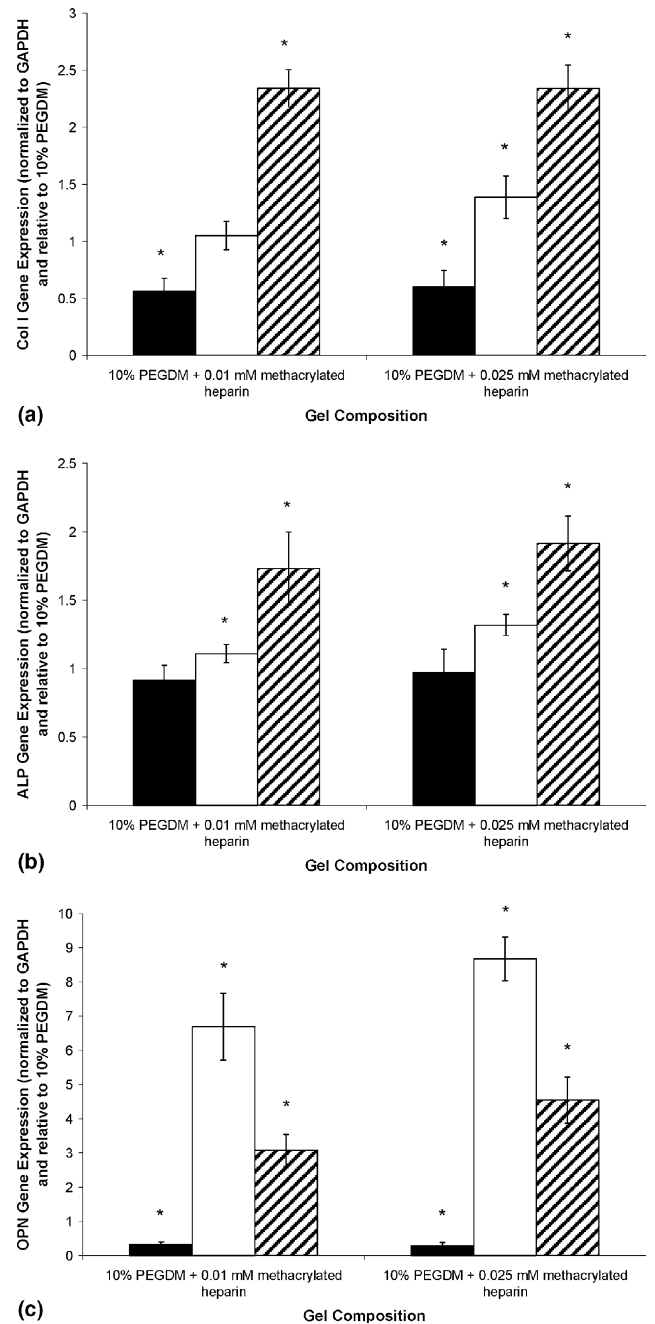 Col I Gene Expression (normalized to GAPDH
and relative to 10% PEGDM)
3
2.5
2
1.5
1
0.5
0
*
*
*
*
*
10% PEGDM + 0.01 mM methacrylated
heparin
10% PEGDM + 0.025 mM methacrylated
heparin
(a)
Gel Composition
ALP Gene Expression (normalized to GAPDH
and relative to 10% PEGDM)
2.5
2
1.5
1
0.5
0
*
*
*
*
10% PEGDM + 0.01 mM methacrylated
heparin
10% PEGDM + 0.025 mM methacrylated
heparin
(b)
Gel Composition
OPN Gene Expression (normalized to GAPDH
and relative to 10% PEGDM)
10
9
8
7
6
5
4
3
2
1
0
*
*
*
*
*
*
10% PEGDM + 0.01 mM methacrylated
heparin
10% PEGDM + 0.025 mM methacrylated
heparin
(c)
Gel Composition